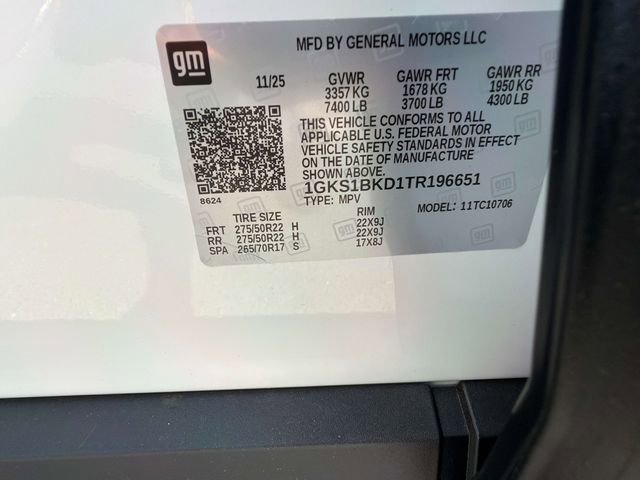 gm
MFD BY GENERAL MOTORS LLC
11/25 GVWR GAWR FRT GAWR RR
3357 KG 1678 KG 1950 KG
7400 LB 3700 LB 4300 LB
THIS VEHICLE CONFORMS TO ALL
APPLICABLE U.S. FEDERAL MOTOR
VEHICLE SAFETY STANDARDS IN EFFECT
ON THE DATE OF MANUFACTURE
SHOWN ABOVE.
1GKS1BKD1TR196651
B624 TYPE: MPV MODEL: 11TC10706
TIRE SIZE RIM
FRT 275/50R22 H 22X9J
RR 275/50R22 H 22X9J
SPA 265/70R17 S 17X8J